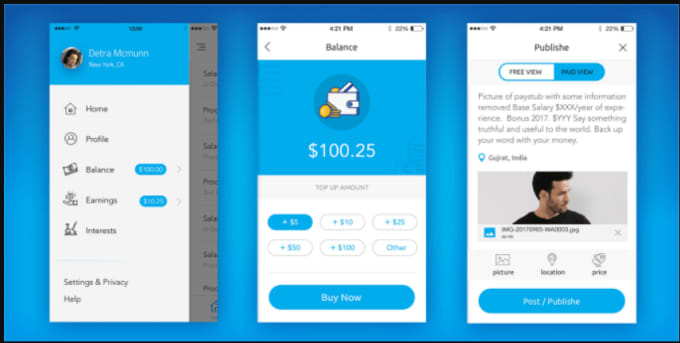 12:00
Detra Mcmunn
New York, CA
Home
Profile
Balance
$100.00
Earnings
$10.25
Interests
Settings & Privacy
Help
4:21 PM
22%
Balance
$100.25
TOP UP AMOUNT
+ $5
+ $10
+ $25
+ $50
+ $100
Other
Buy Now
4:21 PM
22%
Publishe
FREE VIEW
PAID VIEW
Picture of paystub with some information
removed Base Salary $XXX/year of expe-
rience. Bonus 2017. $YYY Say something
truthful and useful to the world. Back up
your word with your money.
Gujrat, India
IMG-20170905-WA0003.jpg
picture
location
price
Post / Publishe